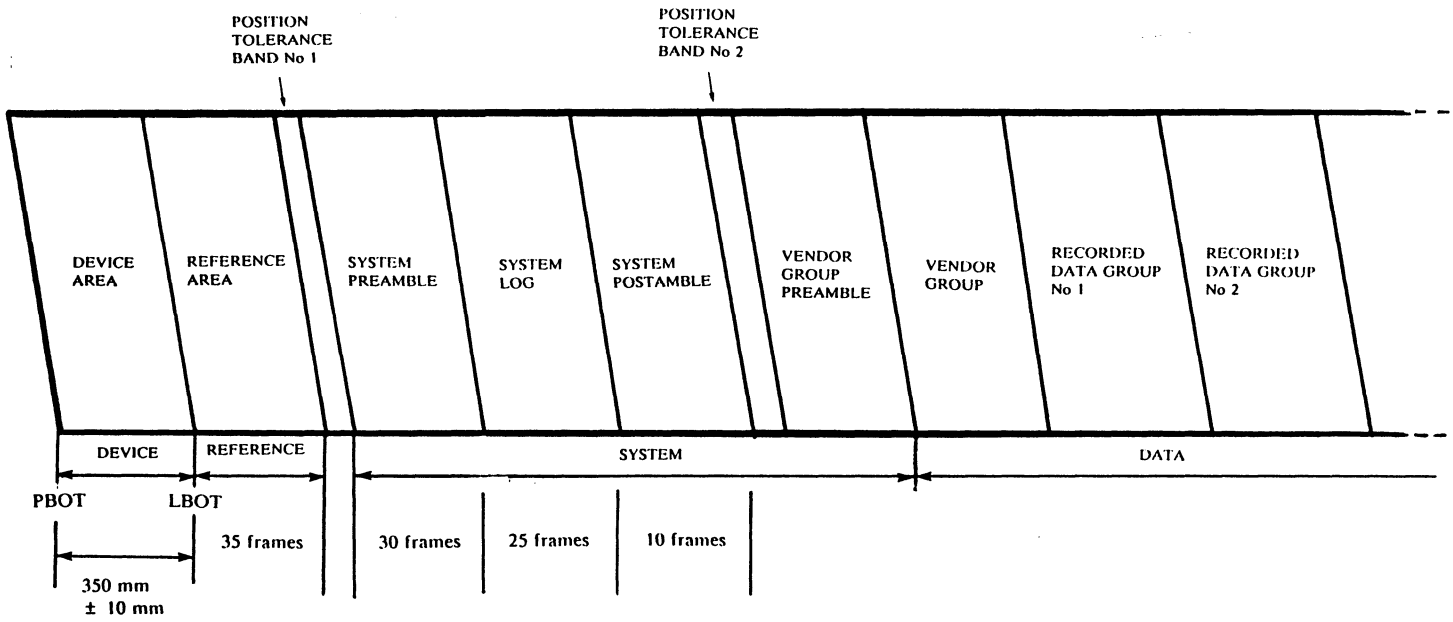 POSITION
TOLERANCE
BAND No 1
POSITION
TOLERANCE
BAND No 2
DEVICE
AREA
REFERENCE
AREA
SYSTEM
PREAMBLE
SYSTEM
LOG
SYSTEM
POSTAMBLE
VENDOR
GROUP
PREAMBLE
VENDOR
GROUP
RECORDED
DATA GROUP
No 1
RECORDED
DATA GROUP
No 2
DEVICE
REFERENCE
SYSTEM
DATA
PBOT
LBOT
35 frames
30 frames
25 frames
10 frames
350 mm
± 10 mm